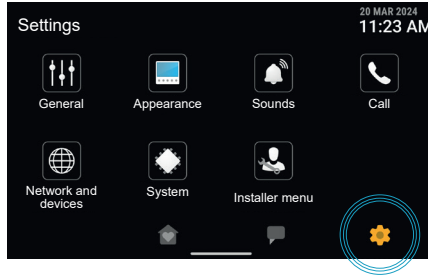 20 MAR 2024
Settings
11:23 AM
General
Appearance
Sounds
Call
Network and
devices
System
Installer menu